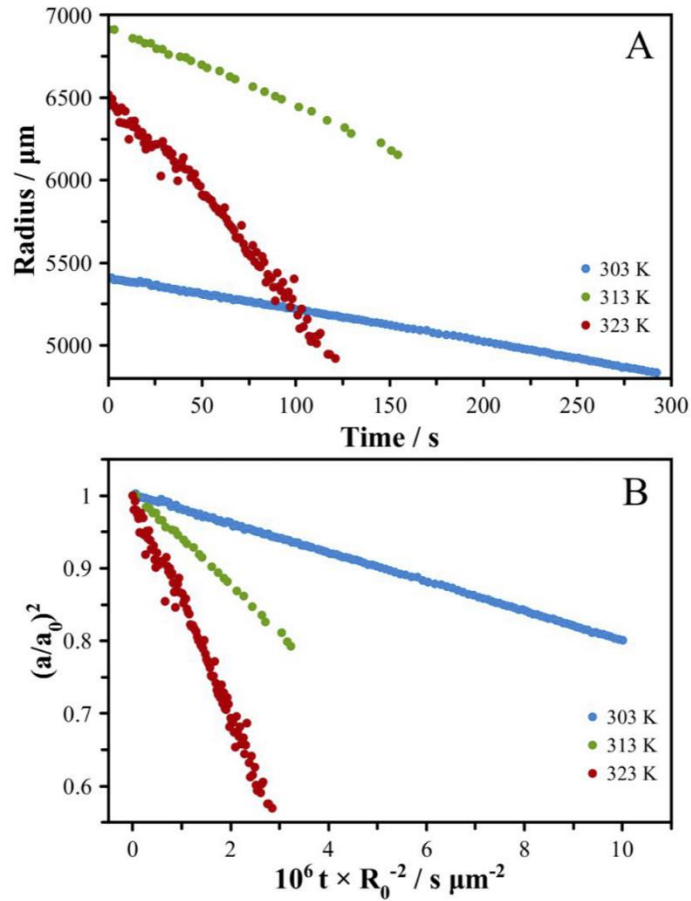 A
7000
6500
6000
5500
5000
Radius / μm
303 K
313 K
323 K
0 50 100 150 200 250 300
Time / s
B
1
0.9
0.8
0.7
0.6
(a/a₀)²
303 K
313 K
323 K
0 2 4 6 8 10
10⁶ t × R₀⁻² / s μm⁻²